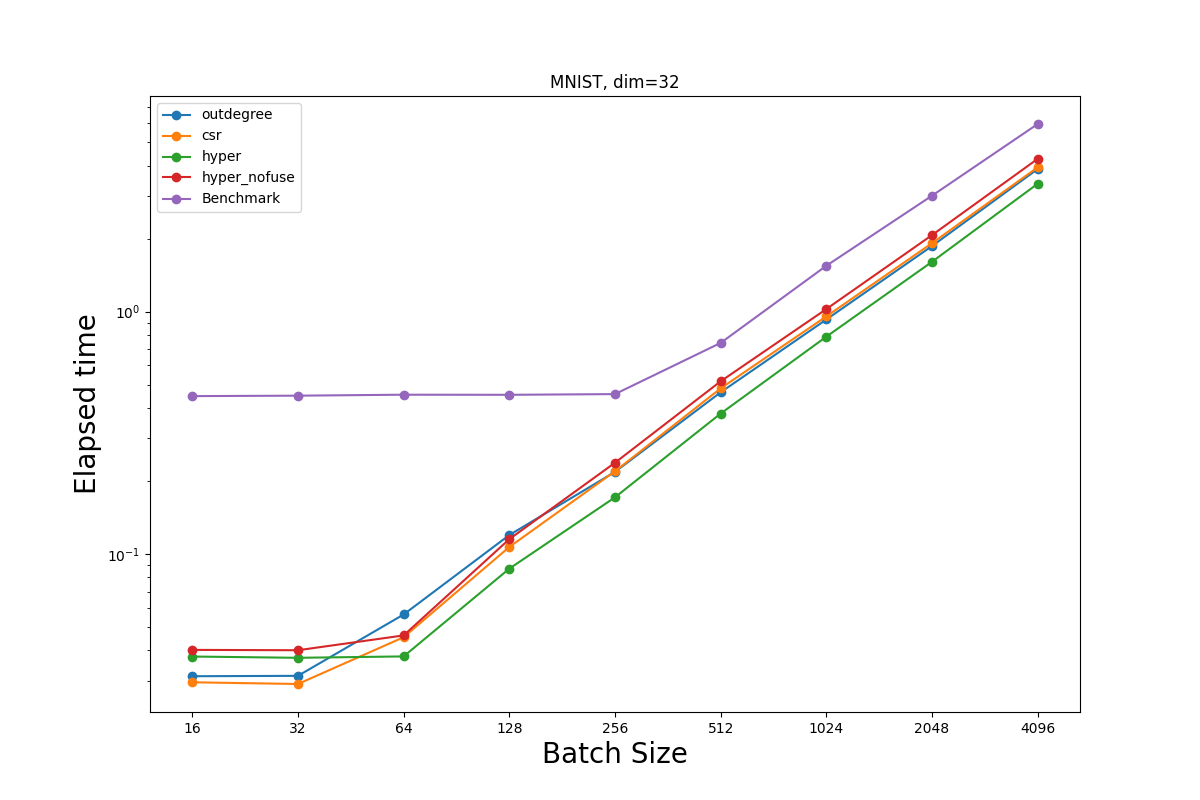 MNIST, dim=32
outdegree
csr
hyper
hyper_nofuse
Benchmark
Elapsed time
10⁰
10⁻¹
16 32 64 128 256 512 1024 2048 4096
Batch Size